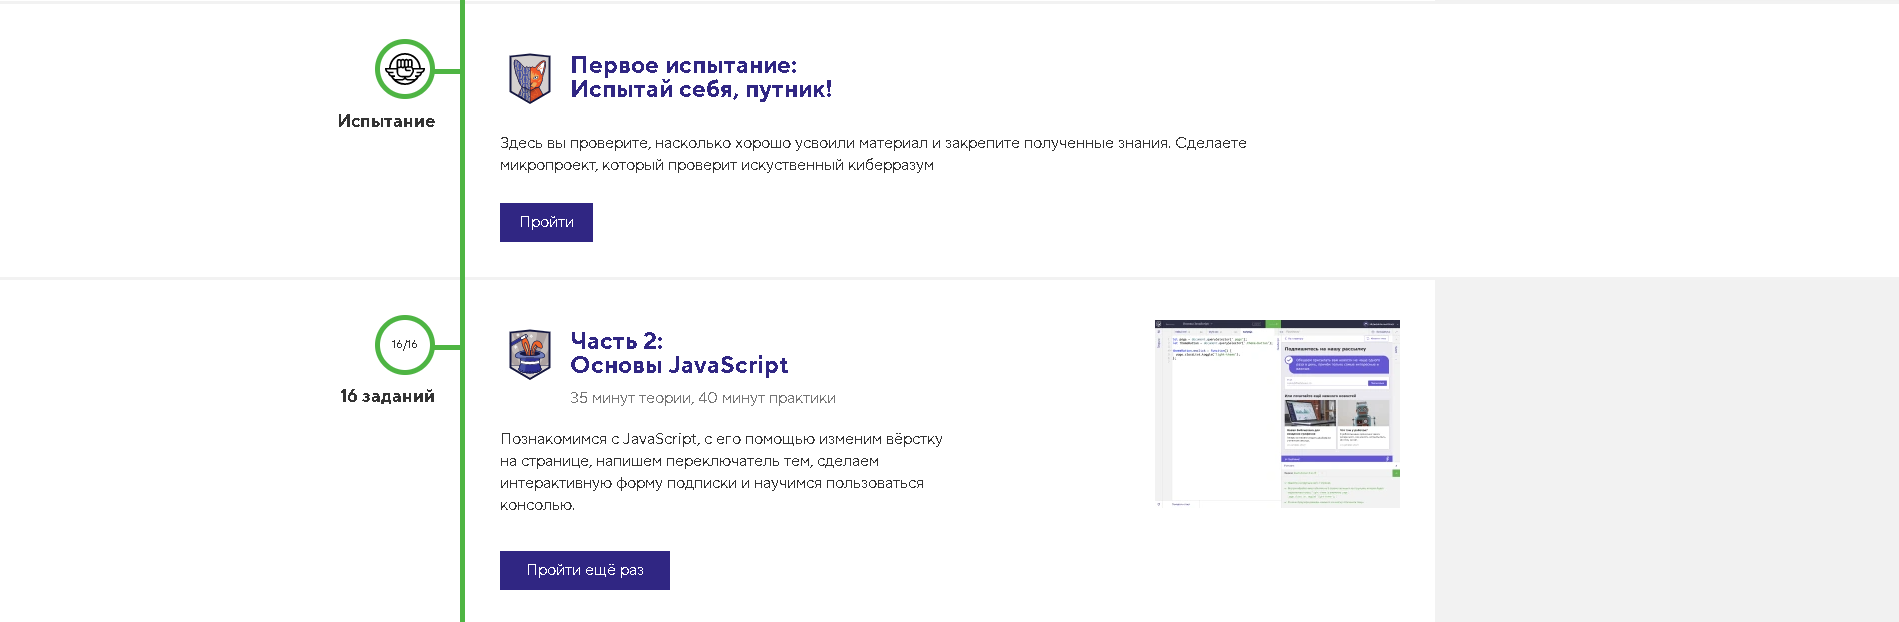 Испытание
Первое испытание:
Испытай себя, путник!
Здесь вы проверите, насколько хорошо усвоили материал и закрепите полученные знания. Сделаете
микропроект, который проверит искуственный киберразум
Пройти
16/16
16 заданий
Часть 2:
Основы JavaScript
35 минут теории, 40 минут практики
Познакомимся с JavaScript, с его помощью изменим вёрстку
на странице, напишем переключатель тем, сделаем
интерактивную форму подписки и научимся пользоваться
консолью.
Пройти ещё раз
Подпишитесь на нашу рассылку